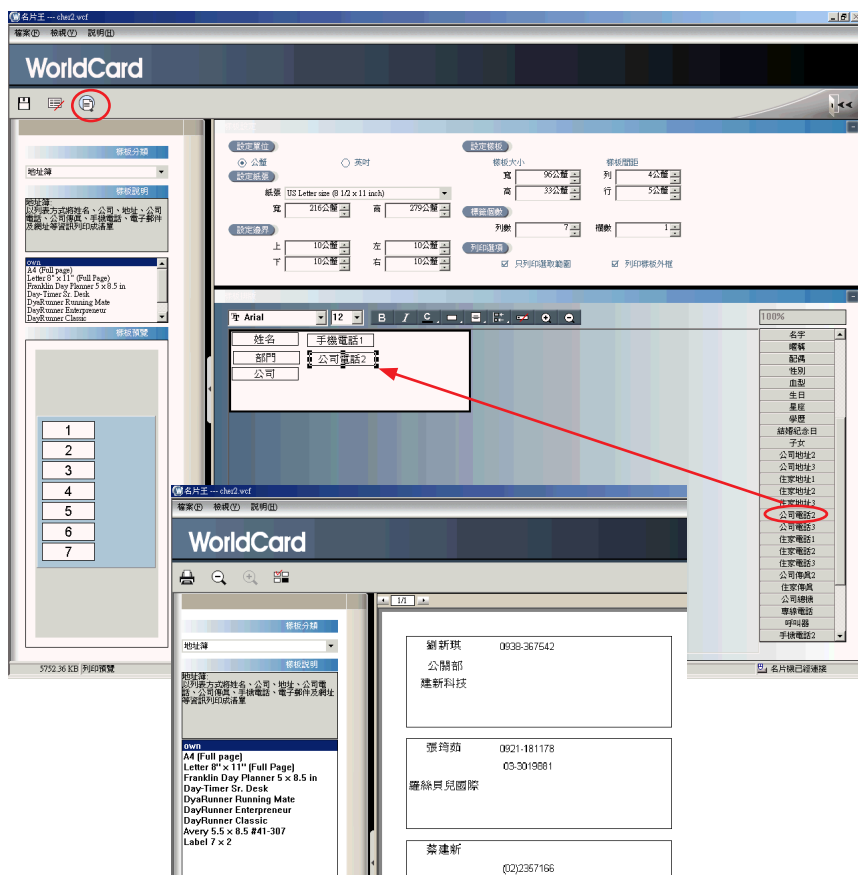 名片王 --- cher2.wcf
檔案(F) 檢視(V) 說明(H)
WorldCard
樣板分類
地址簿
樣板說明
地址簿:
以列表方式將姓名、公司、地址、公司
電話、公司傳真、手機電話、電子郵件
及網址等資訊列印成清單
own
A4 (Full page)
Letter 8" x 11" (Full Page)
Franklin Day Planner 5 x 8.5 in
Day-Timer Sr. Desk
DyaRunner Running Mate
DayRunner Enterpreneur
DayRunner Classic
樣板預覽
1
2
3
4
5
6
7
設定單位
公釐 英吋
設定紙張
紙張 US Letter size (8 1/2 x 11 inch)
寬 216公釐 高 279公釐
設定邊界
上 10公釐 左 10公釐
下 10公釐 右 10公釐
設定樣板
樣板大小 樣板間距
寬 96公釐 列 4公釐
高 33公釐 行 5公釐
標籤個數
列數 7 欄數 1
列印選項
只列印選取範圍 列印樣板外框
Arial 12 B I C
100%
姓名 手機電話1
部門 公司電話2
公司
名字
暱稱
配偶
性別
血型
生日
星座
學歷
結婚紀念日
子女
公司地址2
公司地址3
住家地址1
住家地址2
住家地址3
公司電話2
公司電話3
住家電話1
住家電話2
住家電話3
公司傳真2
住家傳真
公司總機
專線電話
呼叫器
手機電話2
5752.36 KB 列印預覽
名片機已經連接
名片王 --- cher2.wcf
檔案(F) 檢視(V) 說明(H)
WorldCard
1/1
樣板分類
地址簿
樣板說明
地址簿:
以列表方式將姓名、公司、地址、公司電
話、公司傳真、手機電話、電子郵件及網址
等資訊列印成清單
own
A4 (Full page)
Letter 8" x 11" (Full Page)
Franklin Day Planner 5 x 8.5 in
Day-Timer Sr. Desk
DyaRunner Running Mate
DayRunner Enterpreneur
DayRunner Classic
Avery 5.5 x 8.5 #41-307
Label 7 x 2
劉新琪 0938-367542
公關部
建新科技
張琦茹 0921-181178
03-3019881
羅絲貝兒國際
蔡建新
(02)2357166